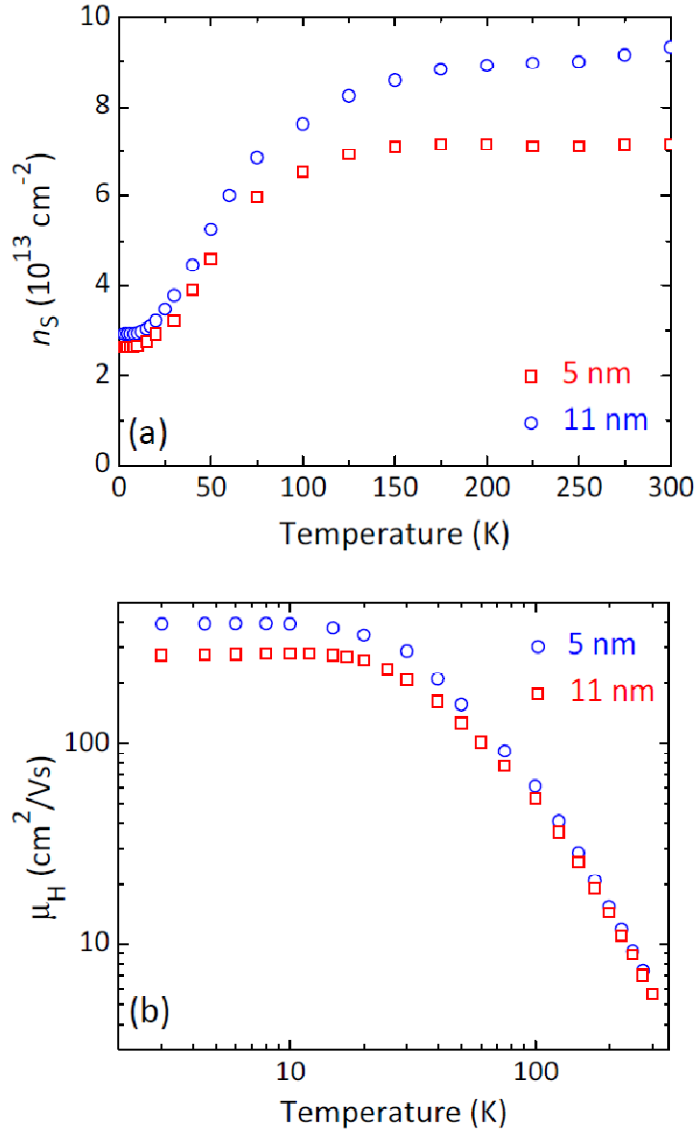 10
8
6
4
2
0
n_S (10^13 cm^-2)
5 nm
11 nm
(a)
0 50 100 150 200 250 300
Temperature (K)
100
10
μ_H (cm^2/Vs)
5 nm
11 nm
(b)
10 100
Temperature (K)